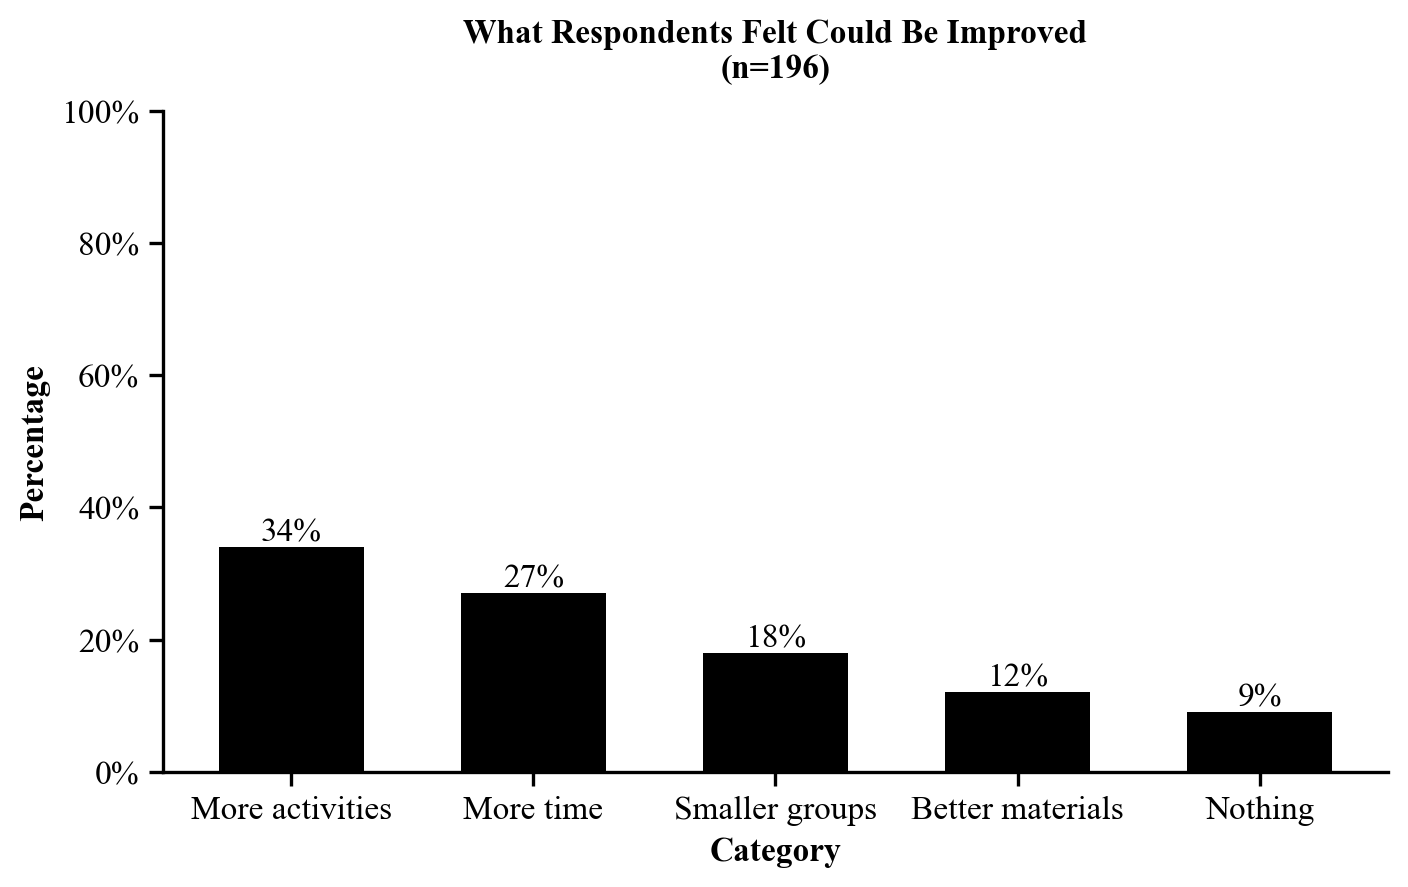 What Respondents Felt Could Be Improved
(n=196)
100%
80%
60%
40%
20%
0%
Percentage
34%
27%
18%
12%
9%
More activities
More time
Smaller groups
Better materials
Nothing
Category